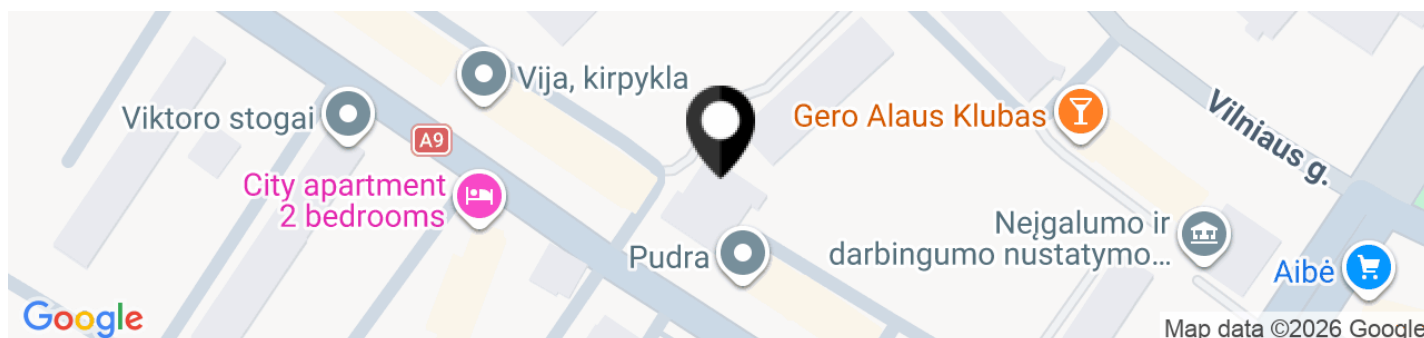 Vija, kirpykla
Viktoro stogai
A9
Gero Alaus Klubas
Vilniaus g.
City apartment
2 bedrooms
Neįgalumo ir
darbingumo nustatymo...
Pudra
Aibė
Google
Map data ©2026 Google